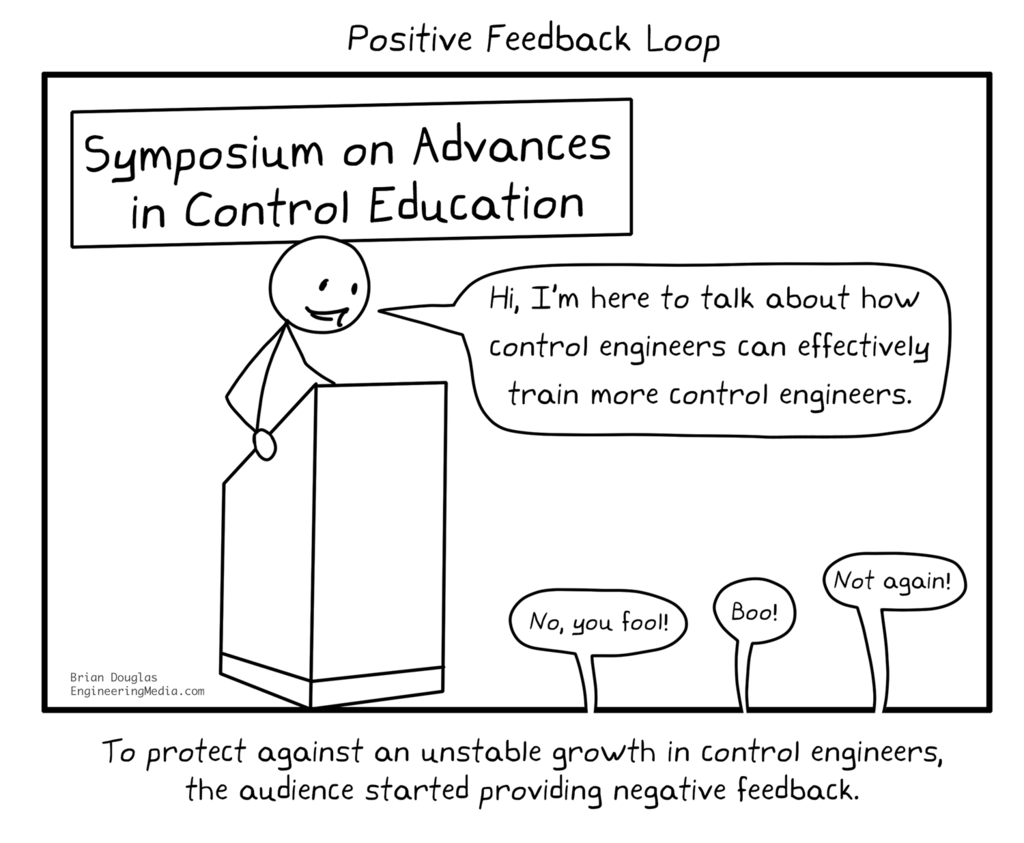 Positive Feedback Loop
Symposium on Advances
in Control Education
Hi, I'm here to talk about how
control engineers can effectively
train more control engineers.
No, you fool!
Boo!
Not again!
Brian Douglas
EngineeringMedia.com
To protect against an unstable growth in control engineers,
the audience started providing negative feedback.